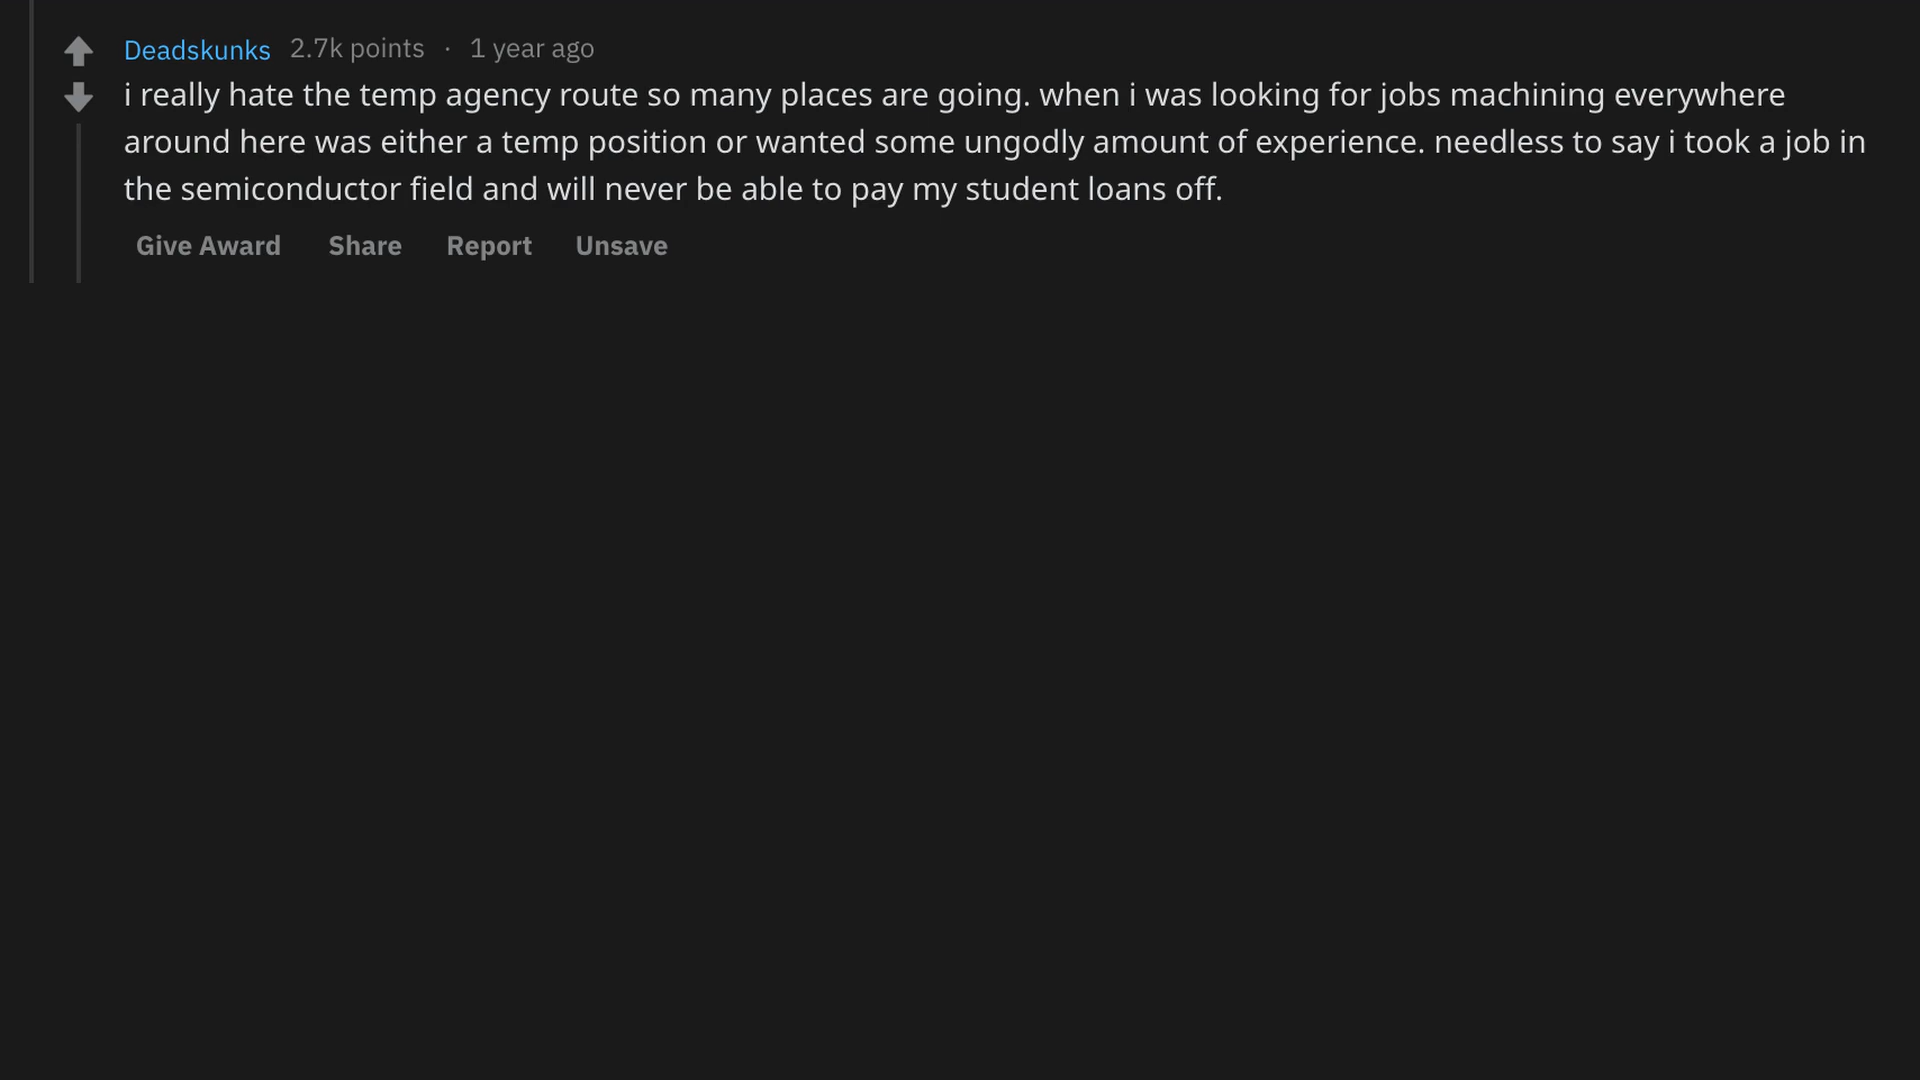 Deadskunks 2.7k points · 1 year ago
i really hate the temp agency route so many places are going. when i was looking for jobs machining everywhere
around here was either a temp position or wanted some ungodly amount of experience. needless to say i took a job in
the semiconductor field and will never be able to pay my student loans off.
Give Award Share Report Unsave